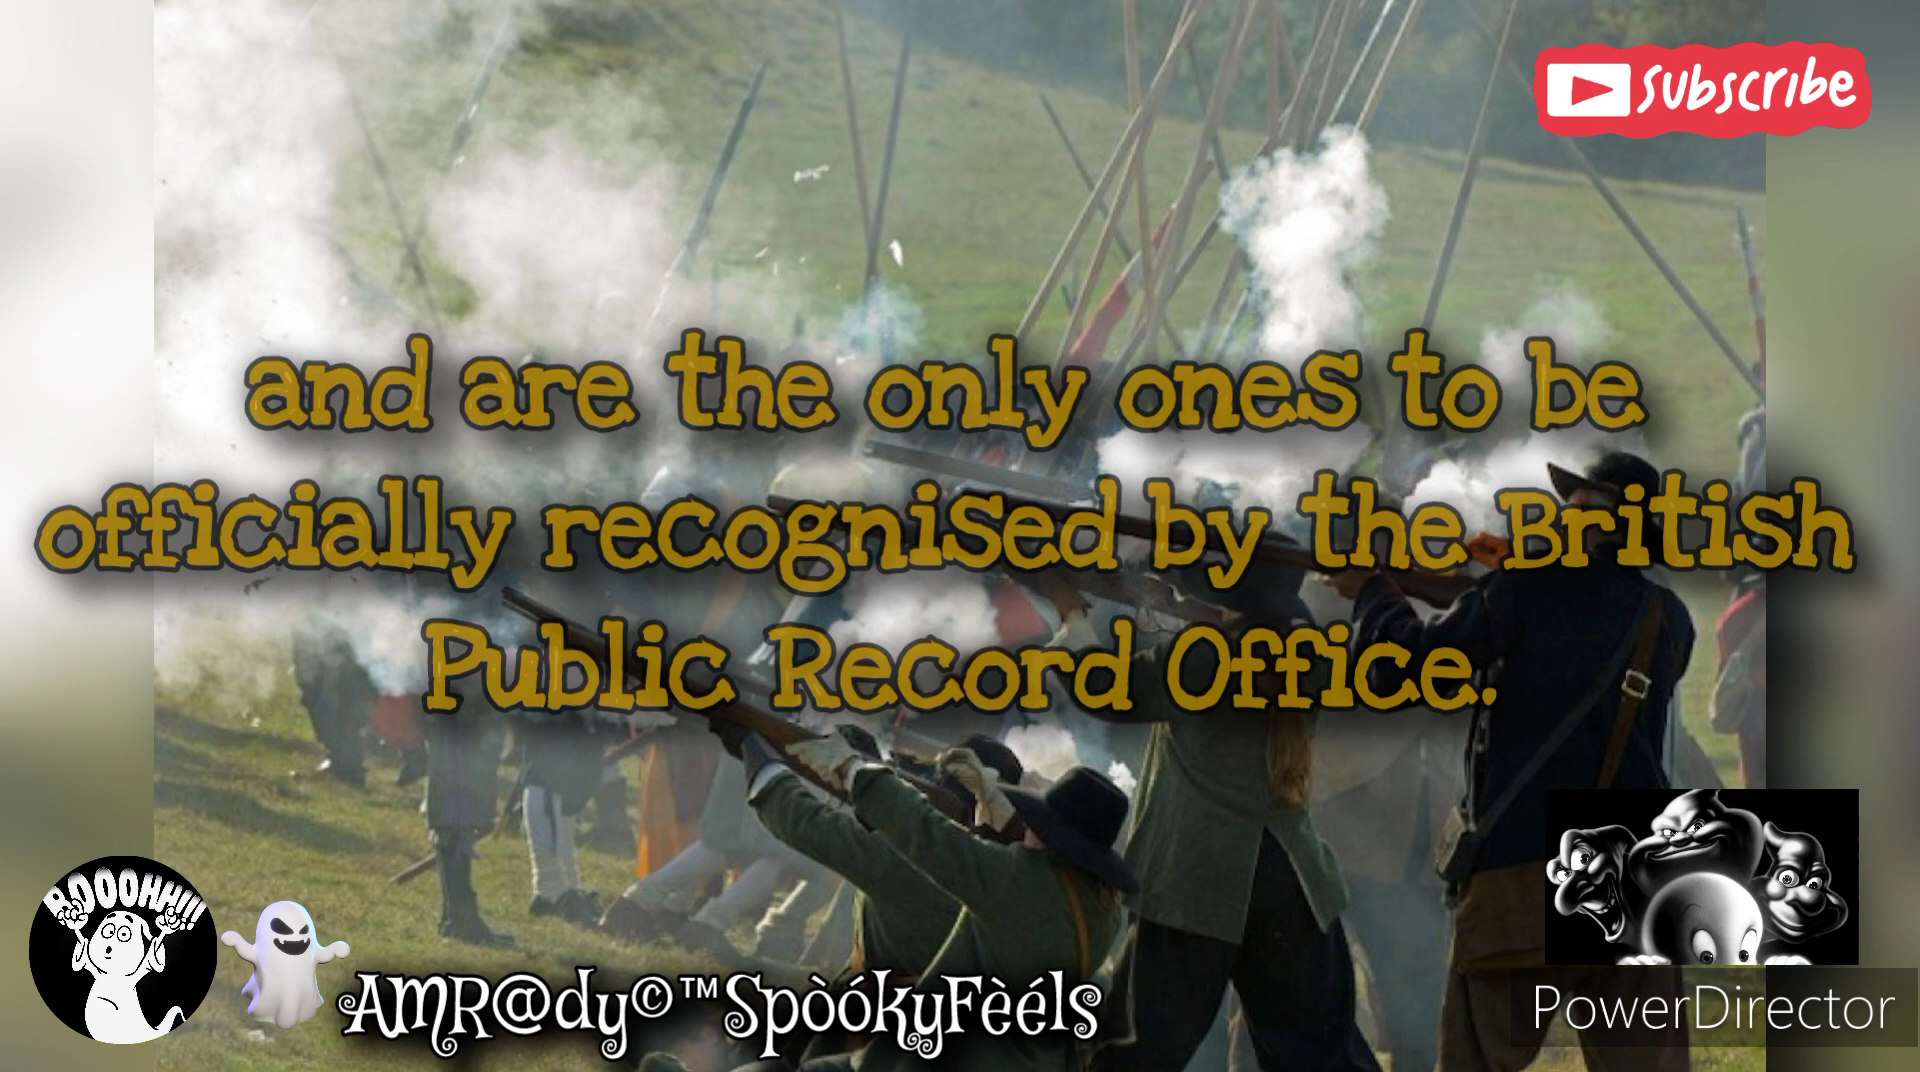 Subscribe
and are the only ones to be
officially recognised by the British
Public Record Office.
BOOOHH!!!
AMR@dy©™SpòókyFèéls
PowerDirector